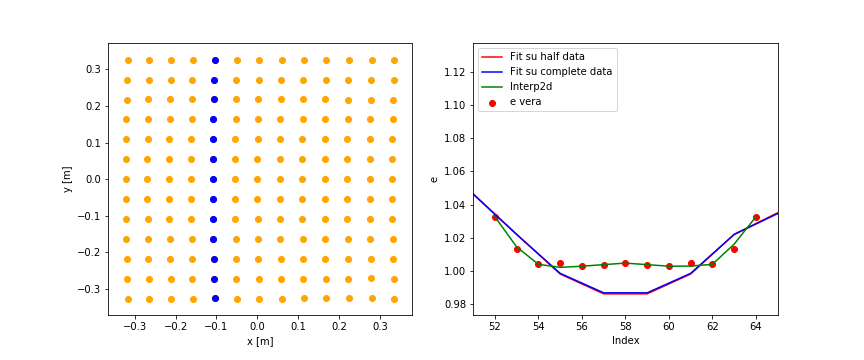 0.3
0.2
0.1
0.0
−0.1
−0.2
−0.3
y [m]
−0.3 −0.2 −0.1 0.0 0.1 0.2 0.3
x [m]
Fit su half data
Fit su complete data
Interp2d
e vera
1.12
1.10
1.08
1.06
1.04
1.02
1.00
0.98
e
52 54 56 58 60 62 64
Index